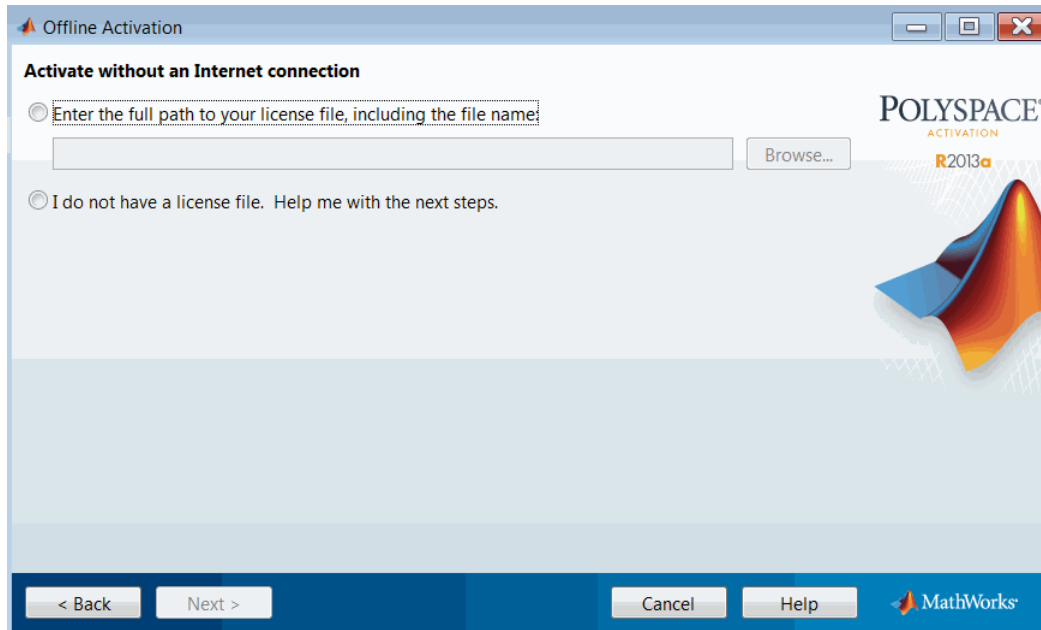 Offline Activation
Activate without an Internet connection
Enter the full path to your license file, including the file name:
Browse...
I do not have a license file.  Help me with the next steps.
POLYSPACE®
ACTIVATION
R2013a
< Back
Next >
Cancel
Help
MathWorks®